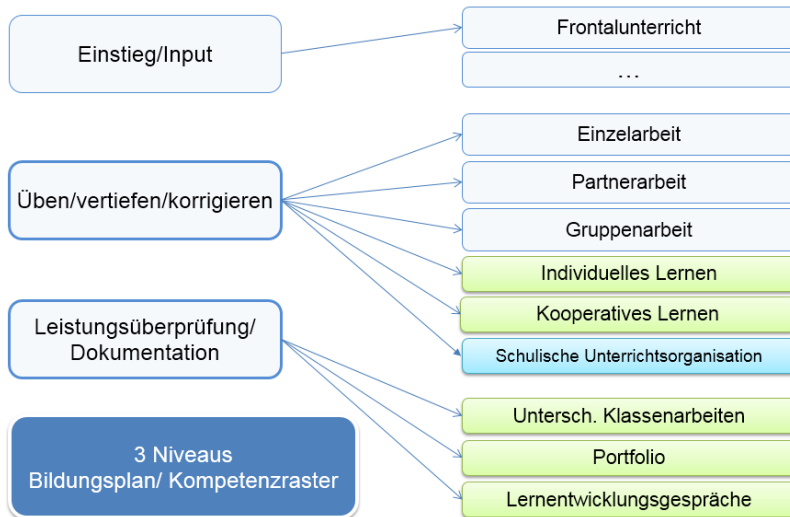 Einstieg/Input
Frontalunterricht
...
Üben/vertiefen/korrigieren
Einzelarbeit
Partnerarbeit
Gruppenarbeit
Individuelles Lernen
Kooperatives Lernen
Schulische Unterrichtsorganisation
Leistungsüberprüfung/
Dokumentation
Untersch. Klassenarbeiten
Portfolio
Lernentwicklungsgespräche
3 Niveaus
Bildungsplan/ Kompetenzraster